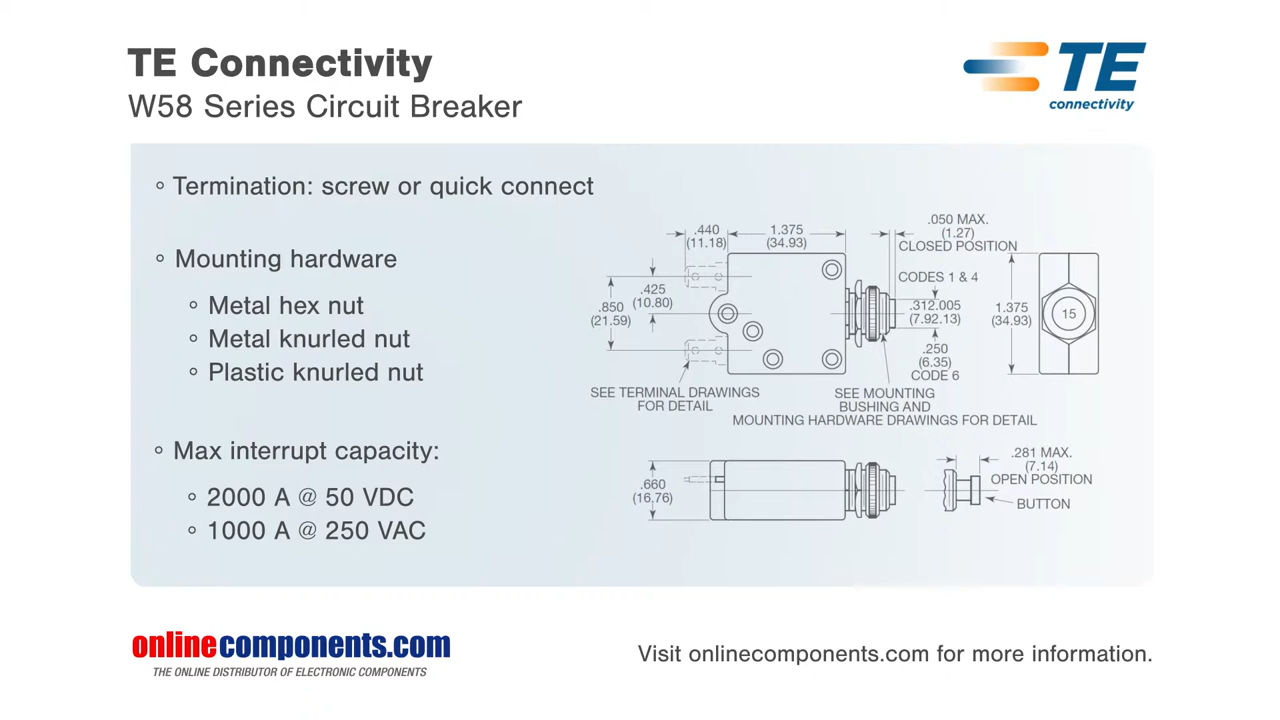 TE Connectivity
W58 Series Circuit Breaker
TE
connectivity
◦ Termination: screw or quick connect
◦ Mounting hardware
◦ Metal hex nut
◦ Metal knurled nut
◦ Plastic knurled nut
◦ Max interrupt capacity:
◦ 2000 A @ 50 VDC
◦ 1000 A @ 250 VAC
.440
(11.18)
1.375
(34.93)
.050 MAX.
(1.27)
CLOSED POSITION
CODES 1 & 4
.425
(10.80)
.850
(21.59)
.312.005
(7.92.13)
.250
(6.35)
CODE 6
1.375
(34.93)
15
SEE TERMINAL DRAWINGS
FOR DETAIL
SEE MOUNTING
BUSHING AND
MOUNTING HARDWARE DRAWINGS FOR DETAIL
.660
(16.76)
.281 MAX.
(7.14)
OPEN POSITION
BUTTON
onlinecomponents.com
THE ONLINE DISTRIBUTOR OF ELECTRONIC COMPONENTS
Visit onlinecomponents.com for more information.